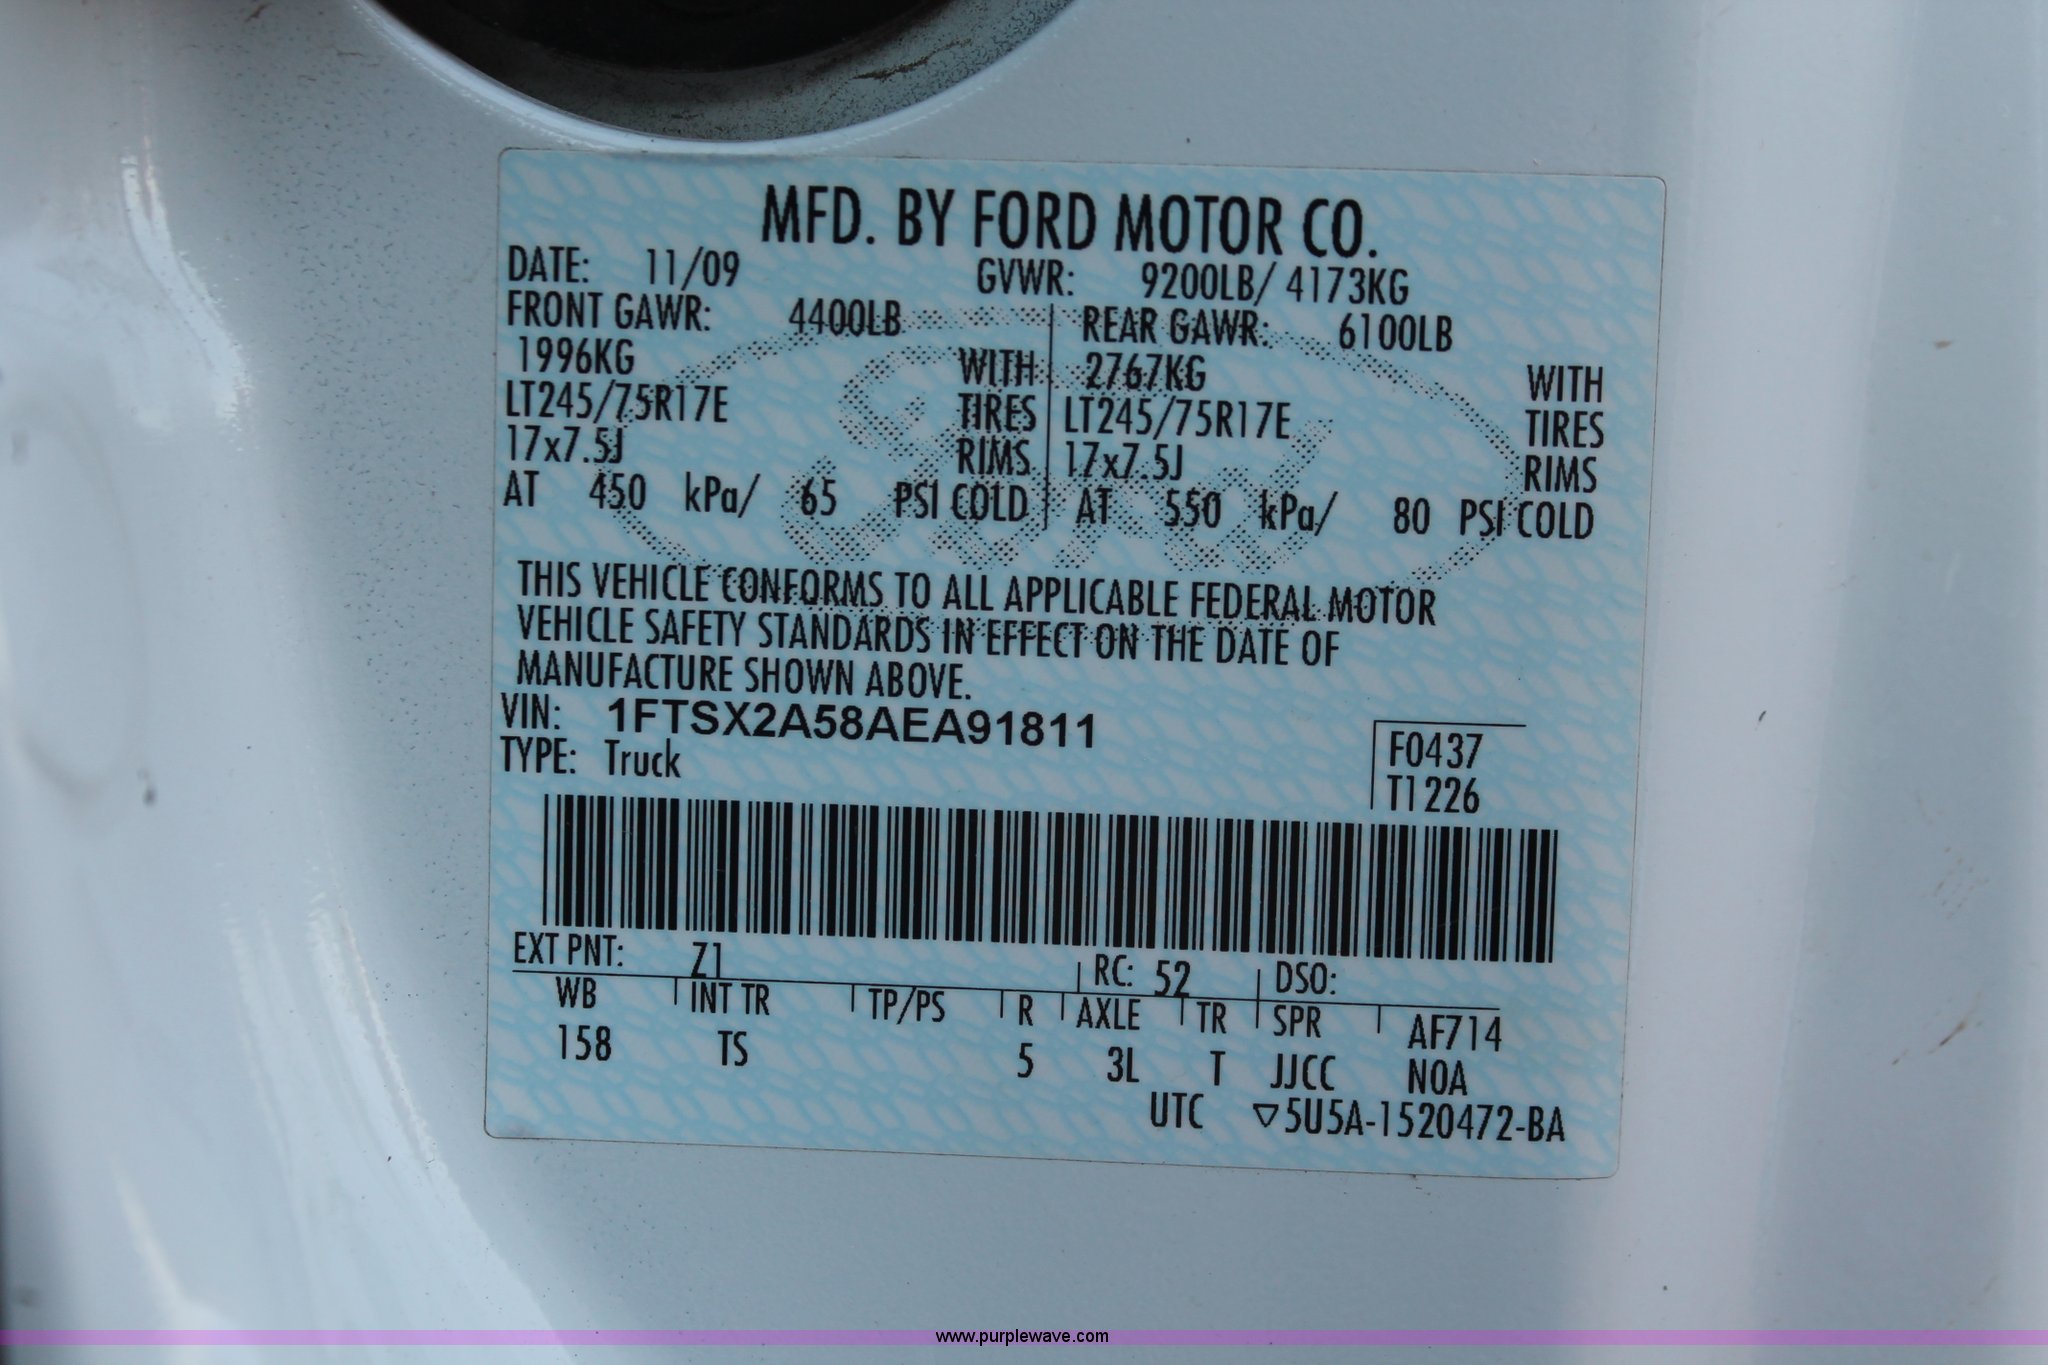 MFD. BY FORD MOTOR CO.
DATE: 11/09 GVWR: 9200LB/ 4173KG
FRONT GAWR: 4400LB REAR GAWR: 6100LB
1996KG WITH 2767KG WITH
LT245/75R17E TIRES LT245/75R17E TIRES
17x7.5J RIMS 17x7.5J RIMS
AT 450 kPa/ 65 PSI COLD AT 550 kPa/ 80 PSI COLD
Ford
THIS VEHICLE CONFORMS TO ALL APPLICABLE FEDERAL MOTOR
VEHICLE SAFETY STANDARDS IN EFFECT ON THE DATE OF
MANUFACTURE SHOWN ABOVE.
VIN: 1FTSX2A58AEA91811
TYPE: Truck
F0437
T1226
EXT PNT: Z1 RC: 52 DSO:
WB INT TR TP/PS R AXLE TR SPR AF714
158 TS 5 3L T JJCC NOA
UTC ▽5U5A-1520472-BA
www.purplewave.com